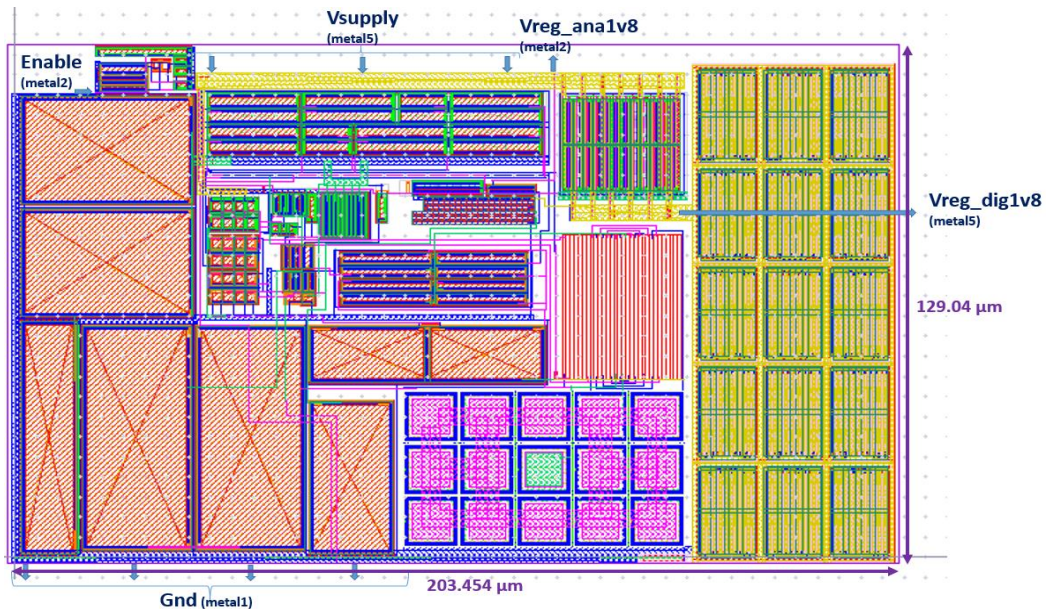 Vsupply
(metal5)
Vreg_ana1v8
(metal2)
Enable
(metal2)
Vreg_dig1v8
(metal5)
129.04 µm
203.454 µm
Gnd (metal1)